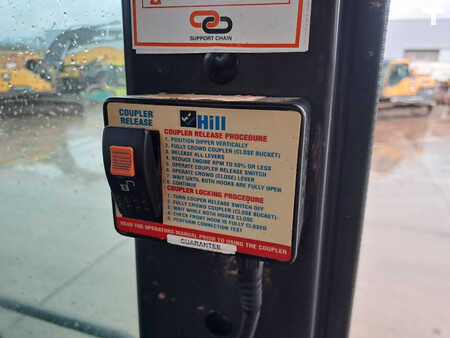 SUPPORT CHAIN
COUPLER
RELEASE
Hill
COUPLER RELEASE PROCEDURE
1. POSITION DIPPER VERTICALLY
2. FULLY CROWD COUPLER (CLOSE BUCKET)
3. RELEASE ALL LEVERS
4. REDUCE ENGINE RPM TO 50% OR LESS
5. OPERATE COUPLER RELEASE SWITCH
6. OPERATE CROWD (CLOSE) LEVER
7. WAIT UNTIL BOTH HOOKS ARE FULLY OPEN
8. CONTINUE
COUPLER LOCKING PROCEDURE
1. TURN COUPER RELEASE SWITCH OFF
2. FULLY CROWD COUPLER (CLOSE BUCKET)
3. WAIT WHILE BOTH HOOKS CLOSE
4. CHECK FRONT HOOK IS FULLY CLOSED
5. PERFORM CONNECTION TEST
READ THE OPERATORS MANUAL PRIOR TO USING THE COUPLER
GUARANTEE